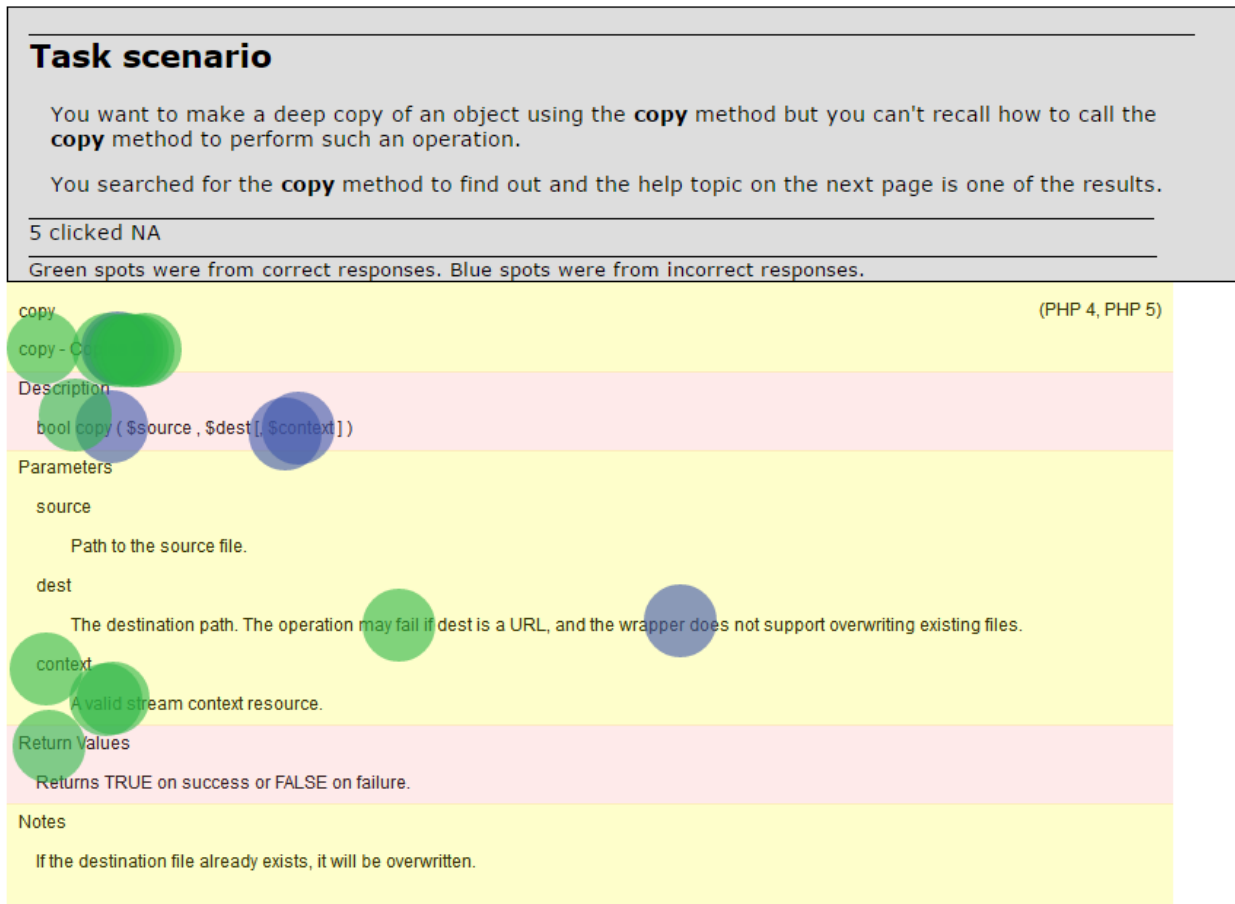 Task scenario
You want to make a deep copy of an object using the copy method but you can't recall how to call the
copy method to perform such an operation.
You searched for the copy method to find out and the help topic on the next page is one of the results.
5 clicked NA
Green spots were from correct responses. Blue spots were from incorrect responses.
copy (PHP 4, PHP 5)
copy -
Description
bool copy ( $source , $dest [, $context ] )
Parameters
source
Path to the source file.
dest
The destination path. The operation may fail if dest is a URL, and the wrapper does not support overwriting existing files.
context
A valid stream context resource.
Return Values
Returns TRUE on success or FALSE on failure.
Notes
If the destination file already exists, it will be overwritten.